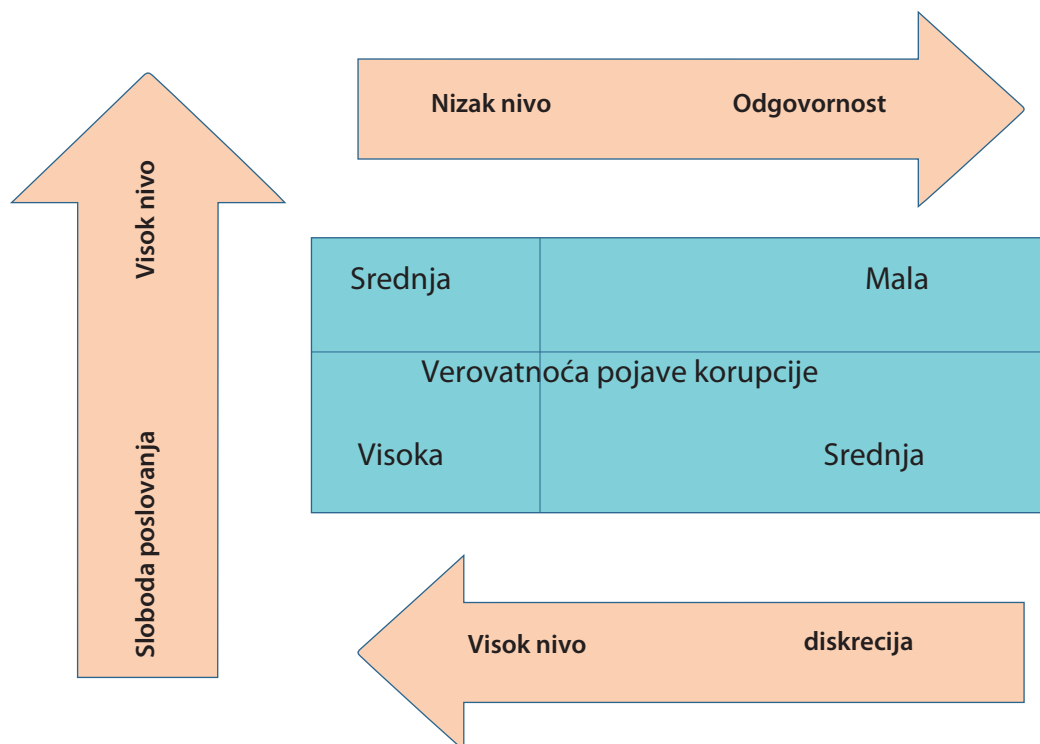 Nizak nivo Odgovornost
Visok nivo
Sloboda poslovanja
Srednja Mala
Verovatnoća pojave korupcije
Visoka Srednja
Visok nivo diskrecija